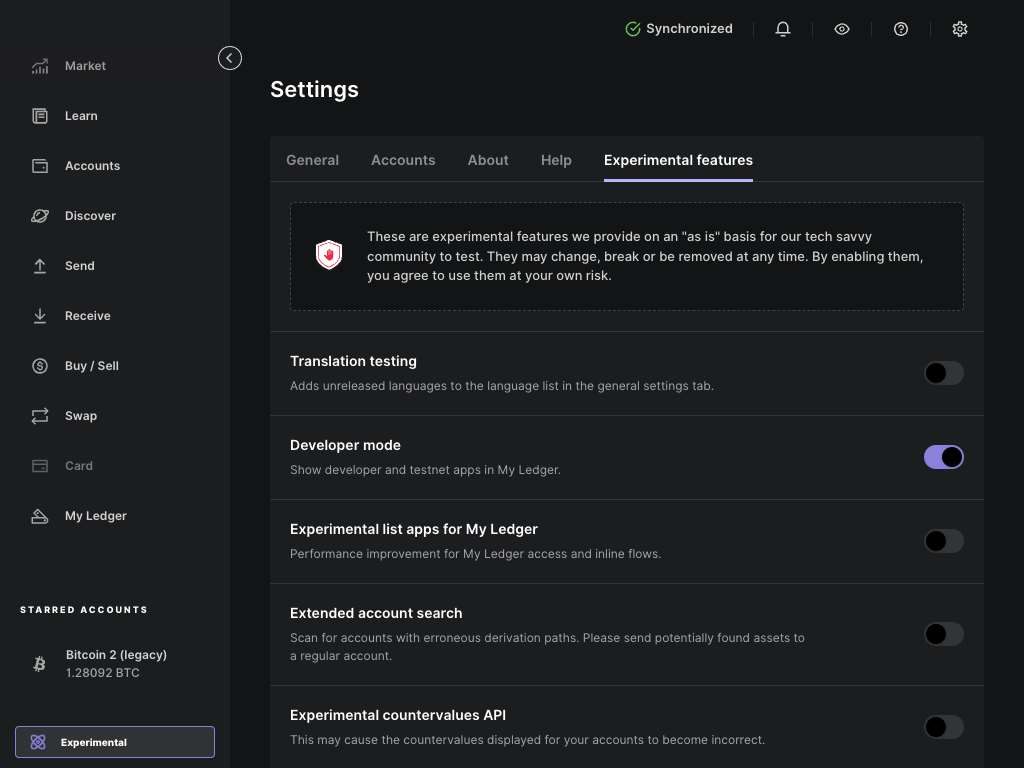 Synchronized
Market
Learn
Accounts
Discover
Send
Receive
Buy / Sell
Swap
Card
My Ledger
STARRED ACCOUNTS
Bitcoin 2 (legacy)
1.28092 BTC
Experimental
Settings
General Accounts About Help Experimental features
These are experimental features we provide on an "as is" basis for our tech savvy
community to test. They may change, break or be removed at any time. By enabling them,
you agree to use them at your own risk.
Translation testing
Adds unreleased languages to the language list in the general settings tab.
Developer mode
Show developer and testnet apps in My Ledger.
Experimental list apps for My Ledger
Performance improvement for My Ledger access and inline flows.
Extended account search
Scan for accounts with erroneous derivation paths. Please send potentially found assets to
a regular account.
Experimental countervalues API
This may cause the countervalues displayed for your accounts to become incorrect.